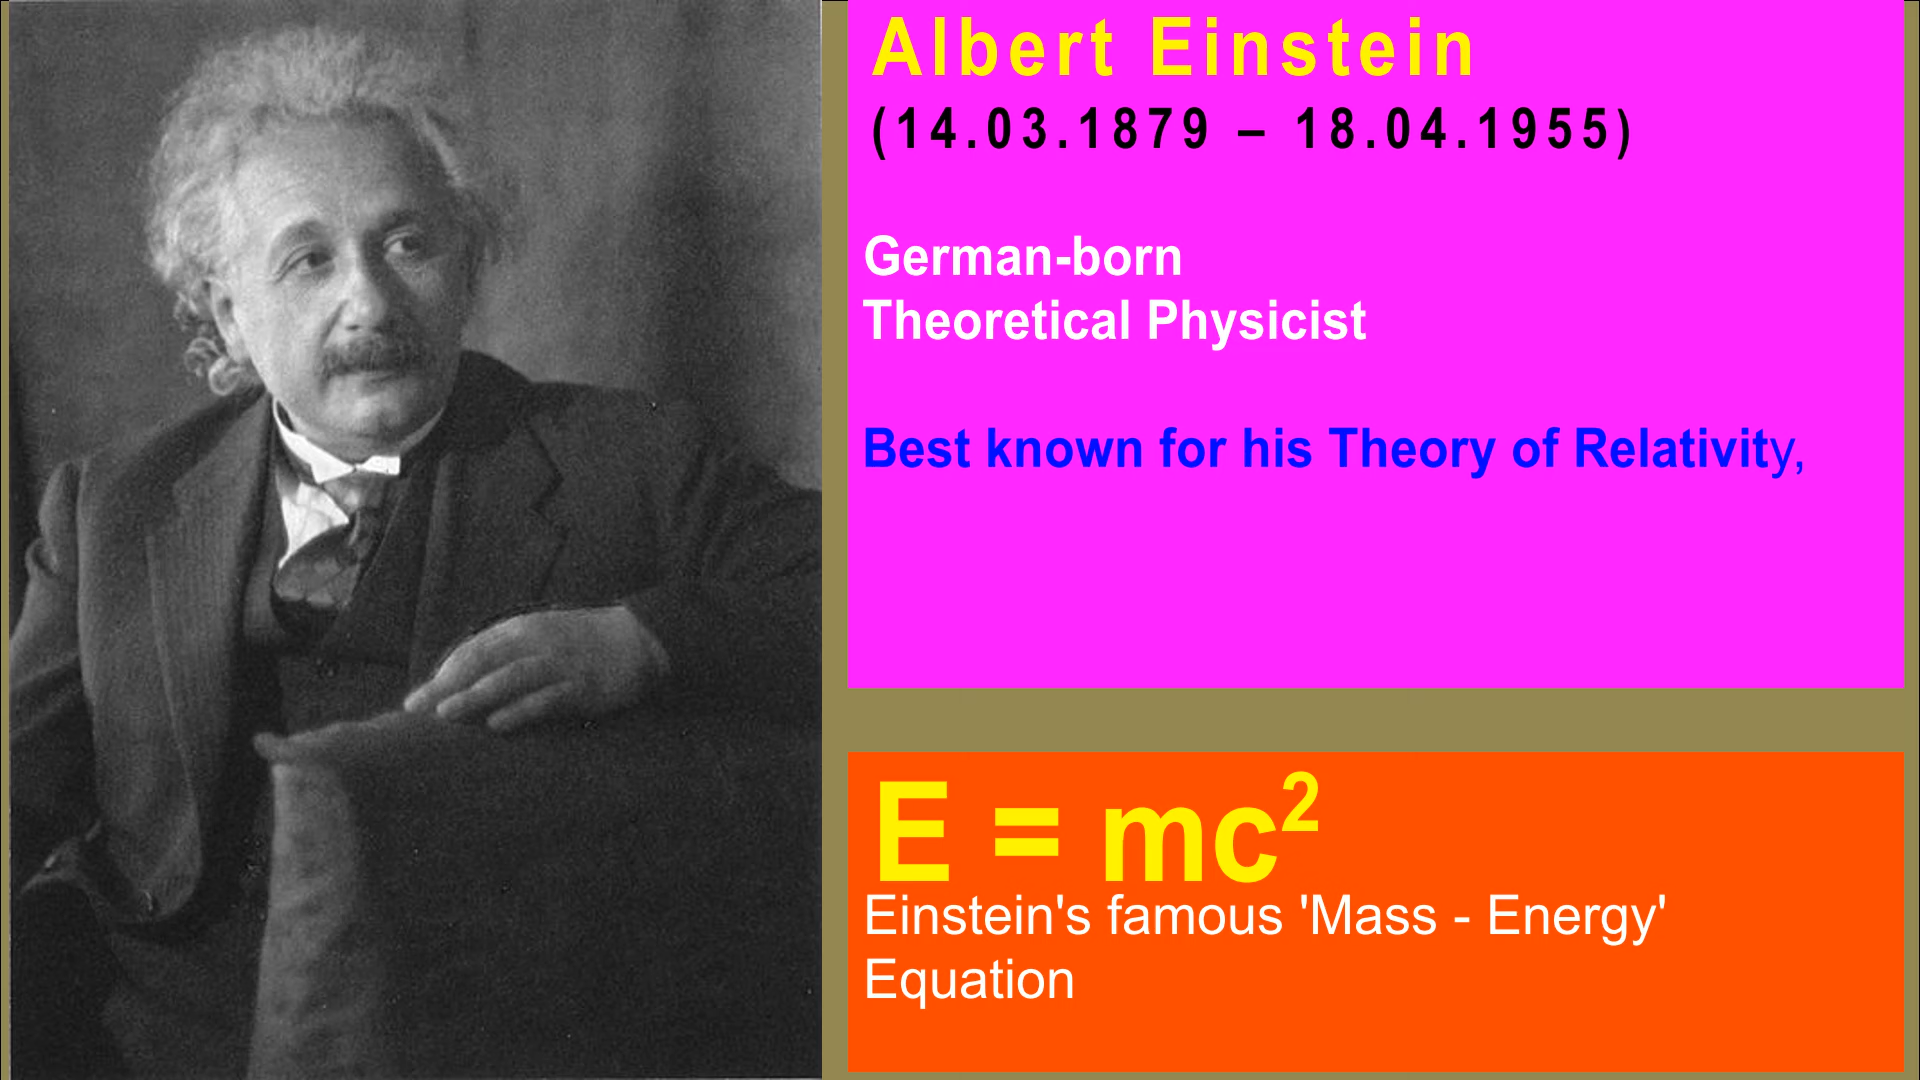 Albert Einstein
(14.03.1879 – 18.04.1955)
German-born
Theoretical Physicist
Best known for his Theory of Relativity,
E = mc²
Einstein's famous 'Mass - Energy'
Equation